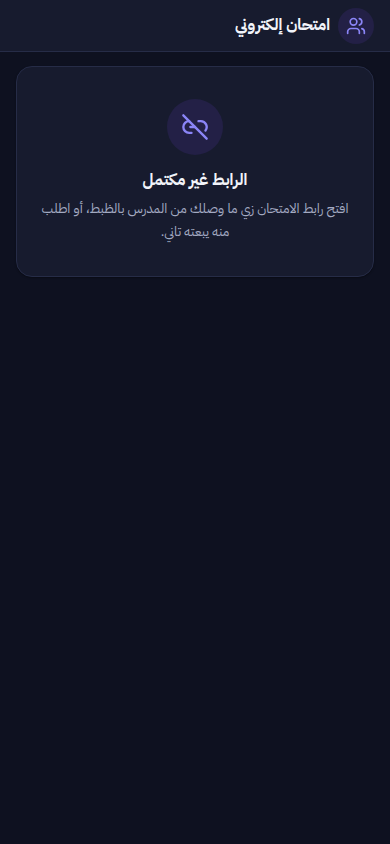 امتحان إلكتروني
الرابط غير مكتمل
افتح رابط الامتحان زي ما وصلك من المدرس بالظبط، أو اطلب
منه يبعته تاني.